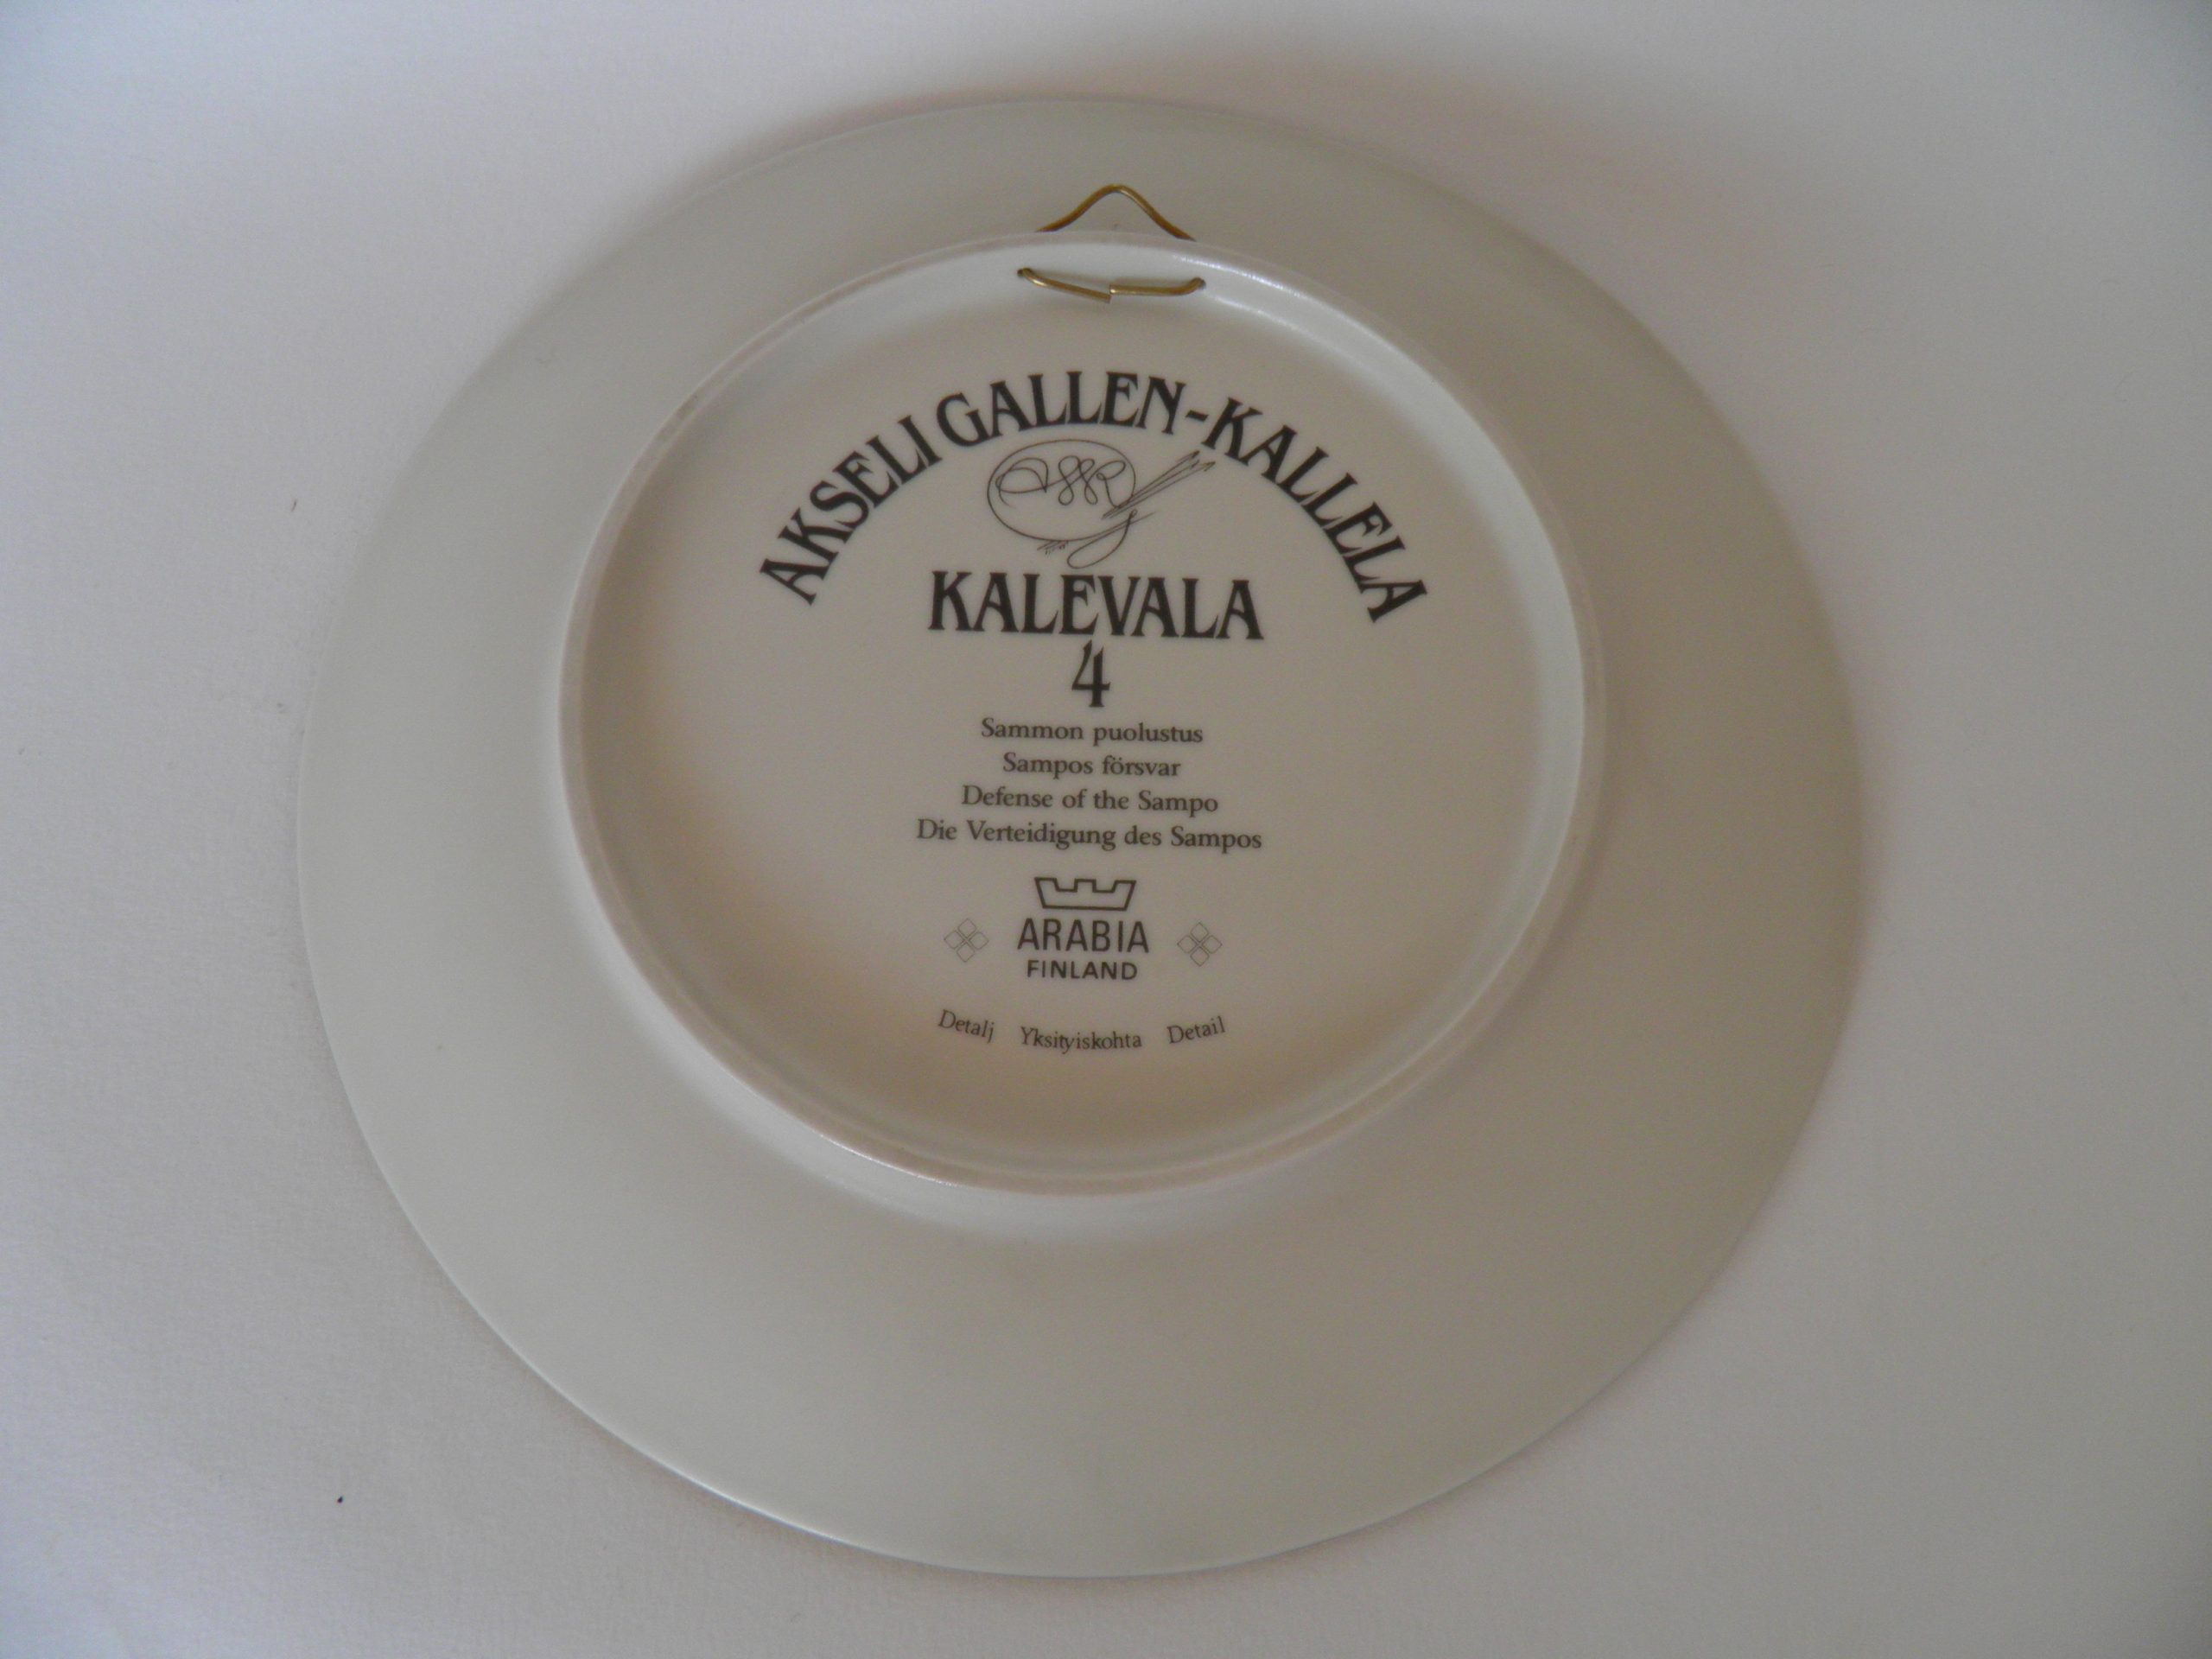 AKSELI GALLEN-KALLELA
KALEVALA
4
Sammon puolustus
Sampos försvar
Defense of the Sampo
Die Verteidigung des Sampos
ARABIA
FINLAND
Detalj Yksityiskohta Detail